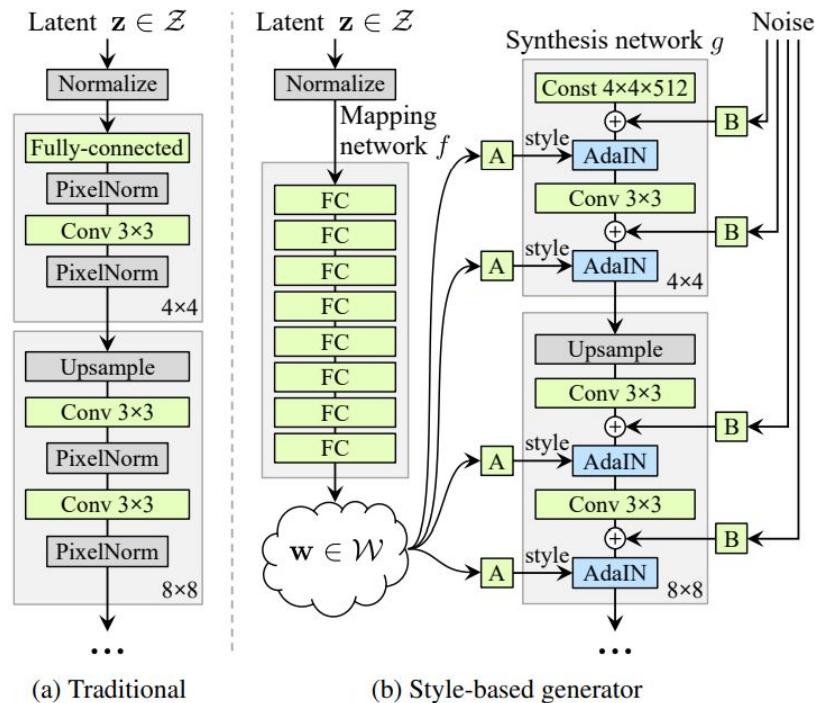 Latent z ∈ Z
Normalize
Fully-connected
PixelNorm
Conv 3×3
PixelNorm
4×4
Upsample
Conv 3×3
PixelNorm
Conv 3×3
PixelNorm
8×8
...
(a) Traditional
Latent z ∈ Z
Normalize
Mapping
network f
FC
FC
FC
FC
FC
FC
FC
FC
w ∈ W
A
style
A
style
A
style
A
style
Synthesis network g
Const 4×4×512
+
AdaIN
Conv 3×3
+
AdaIN
4×4
Upsample
Conv 3×3
+
AdaIN
Conv 3×3
+
AdaIN
8×8
...
Noise
B
B
B
B
(b) Style-based generator